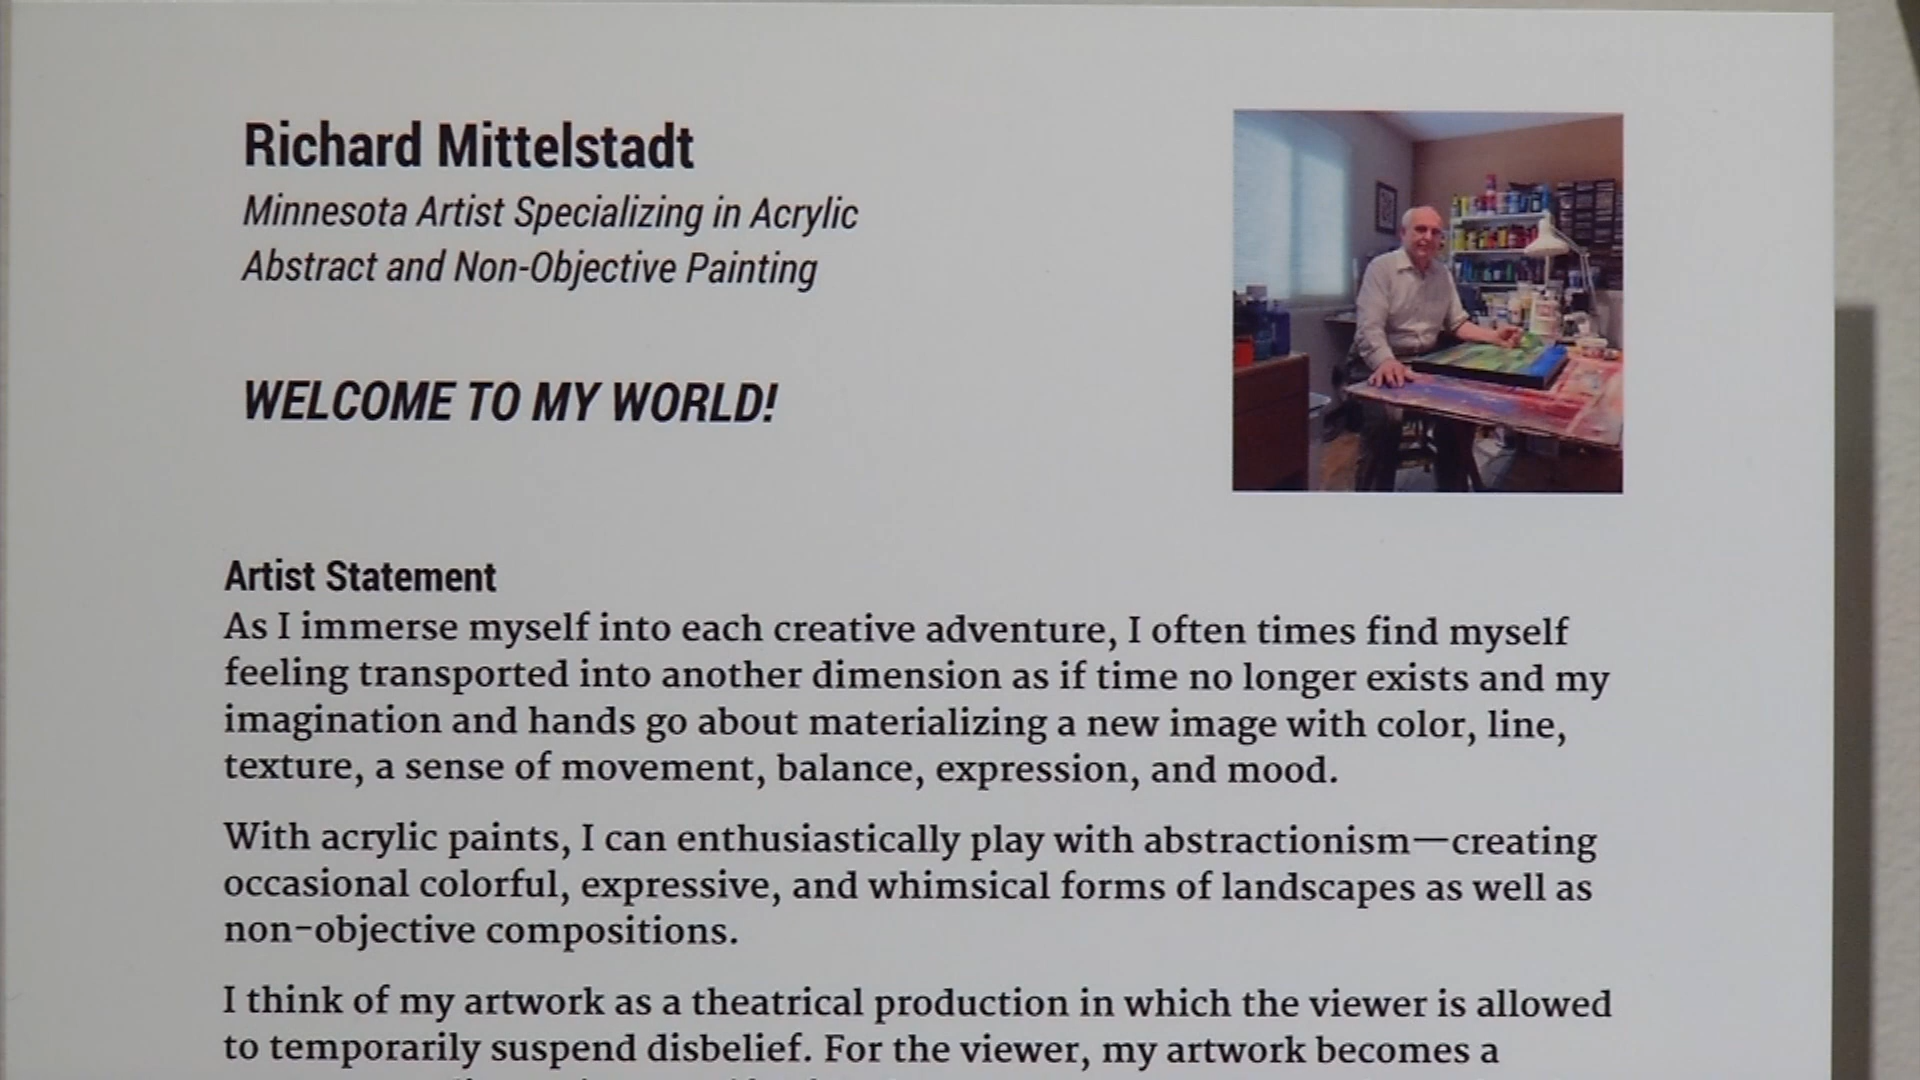 Richard Mittelstadt
Minnesota Artist Specializing in Acrylic
Abstract and Non-Objective Painting
WELCOME TO MY WORLD!
Artist Statement
As I immerse myself into each creative adventure, I often times find myself
feeling transported into another dimension as if time no longer exists and my
imagination and hands go about materializing a new image with color, line,
texture, a sense of movement, balance, expression, and mood.
With acrylic paints, I can enthusiastically play with abstractionism—creating
occasional colorful, expressive, and whimsical forms of landscapes as well as
non-objective compositions.
I think of my artwork as a theatrical production in which the viewer is allowed
to temporarily suspend disbelief. For the viewer, my artwork becomes a